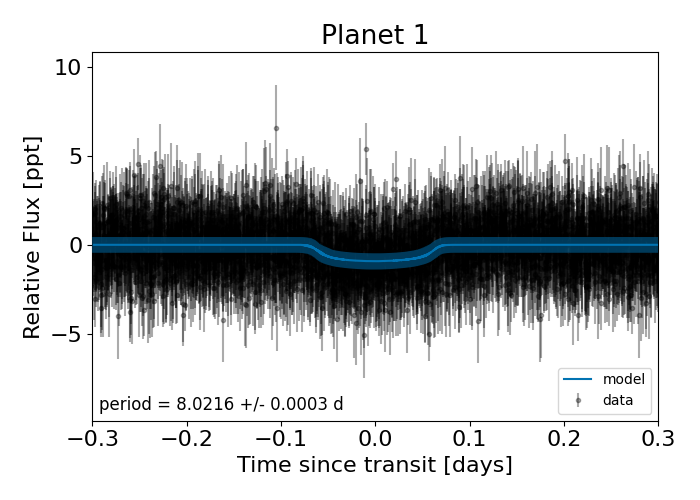 Planet 1
Relative Flux [ppt]
10
5
0
−5
period = 8.0216 +/- 0.0003 d
model
data
−0.3 −0.2 −0.1 0.0 0.1 0.2 0.3
Time since transit [days]